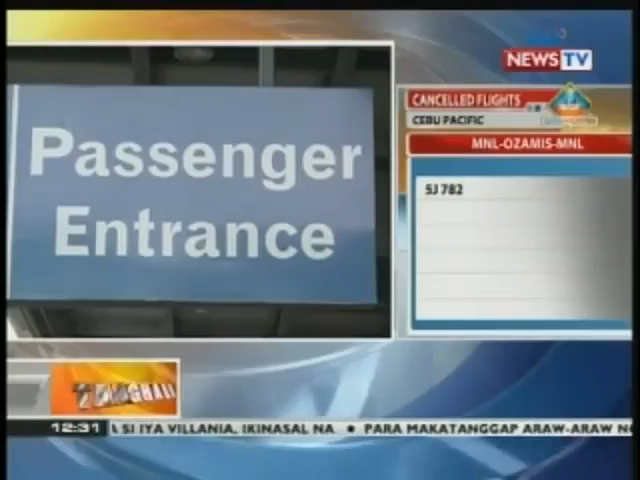 NEWS TV
CANCELLED FLIGHTS
CEBU PACIFIC
MNL-OZAMIS-MNL
5J 782
Passenger
Entrance
12:31
SI IYA VILLANIA, IKINASAL NA • PARA MAKATANGGAP ARAW-ARAW